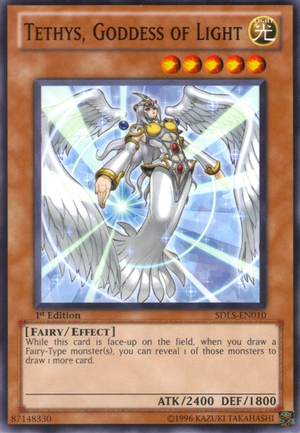 TETHYS, GODDESS OF LIGHT
LIGHT
光
1st Edition
SDLS-EN010
[FAIRY/EFFECT]
While this card is face-up on the field, when you draw a
Fairy-Type monster(s), you can reveal 1 of those monsters to
draw 1 more card.
ATK/2400 DEF/1800
87148330
©1996 KAZUKI TAKAHASHI